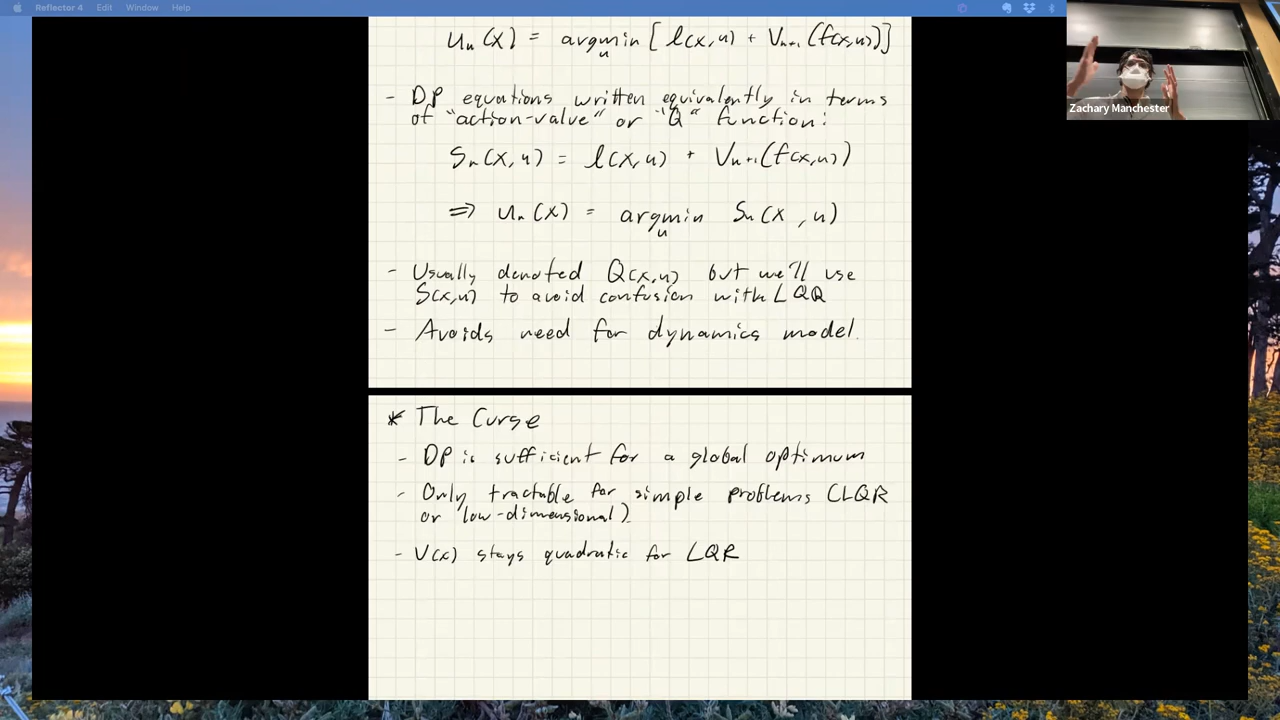 Reflector 4 Edit Window Help
uₙ(x) = argmin [ℓ(x,u) + Vₙ₊₁(f(x,u))]
u
- DP equations written equivalently in terms
of "action-value" or "Q" function:
Sₙ(x,u) = ℓ(x,u) + Vₙ₊₁(f(x,u))
⇒ uₙ(x) = argmin Sₙ(x,u)
u
- Usually denoted Q(x,u) but we'll use
S(x,u) to avoid confusion with LQR
- Avoids need for dynamics model.
* The Curse
- DP is sufficient for a global optimum
- Only tractable for simple problems (LQR
or low-dimensional)
- V(x) stays quadratic for LQR
Zachary Manchester